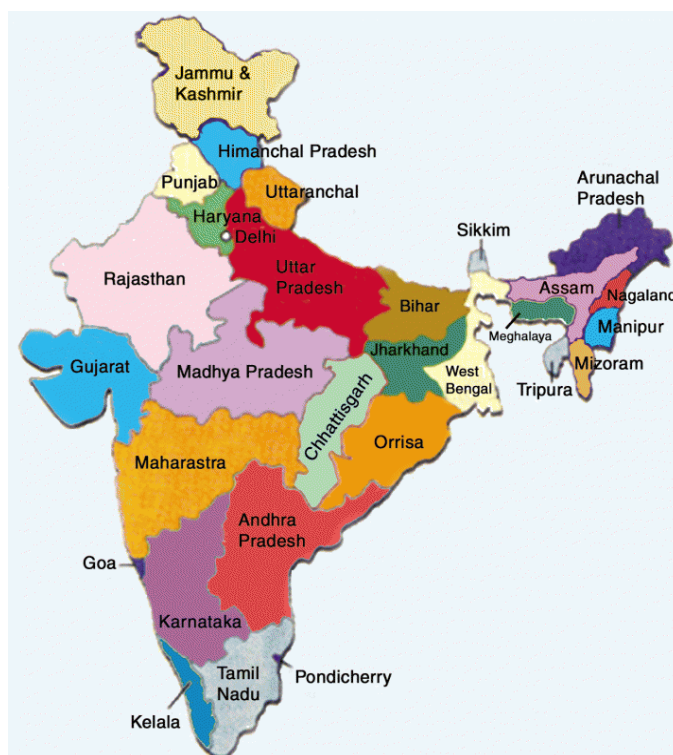 Jammu &
Kashmir
Himanchal Pradesh
Punjab
Uttaranchal
Haryana
Delhi
Arunachal
Pradesh
Sikkim
Rajasthan
Uttar
Pradesh
Bihar
Assam
Nagaland
Meghalaya
Manipur
Gujarat
Madhya Pradesh
Jharkhand
West
Bengal
Mizoram
Tripura
Chhattisgarh
Orrisa
Maharastra
Andhra
Pradesh
Goa
Karnataka
Tamil
Nadu
Pondicherry
Kelala